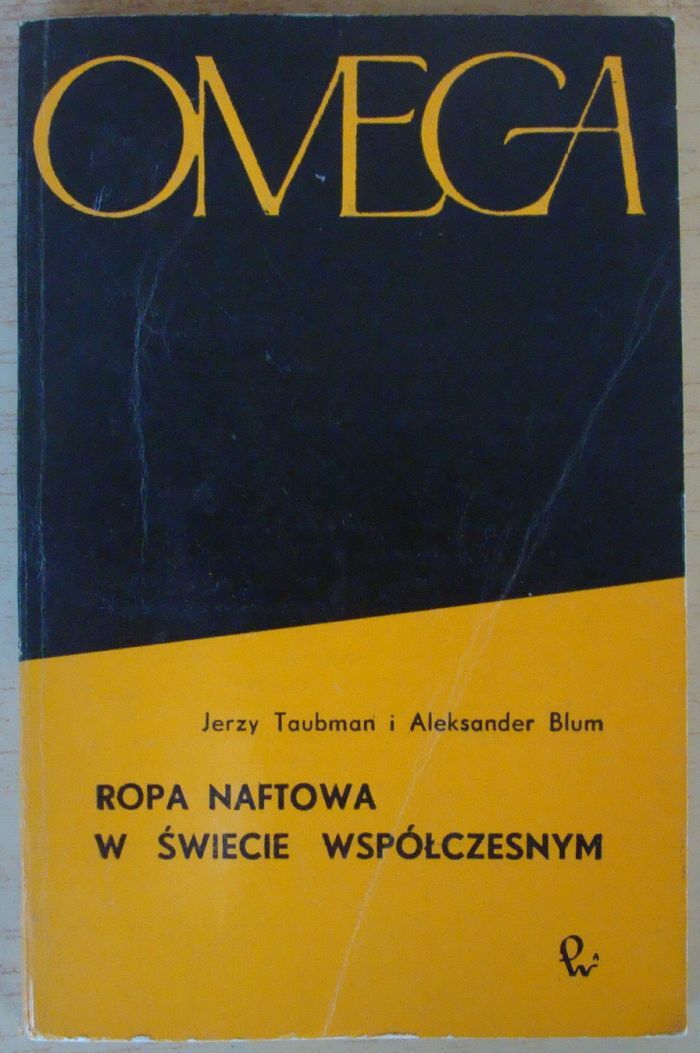 OMEGA
Jerzy Taubman i Aleksander Blum
ROPA NAFTOWA
W ŚWIECIE WSPÓŁCZESNYM